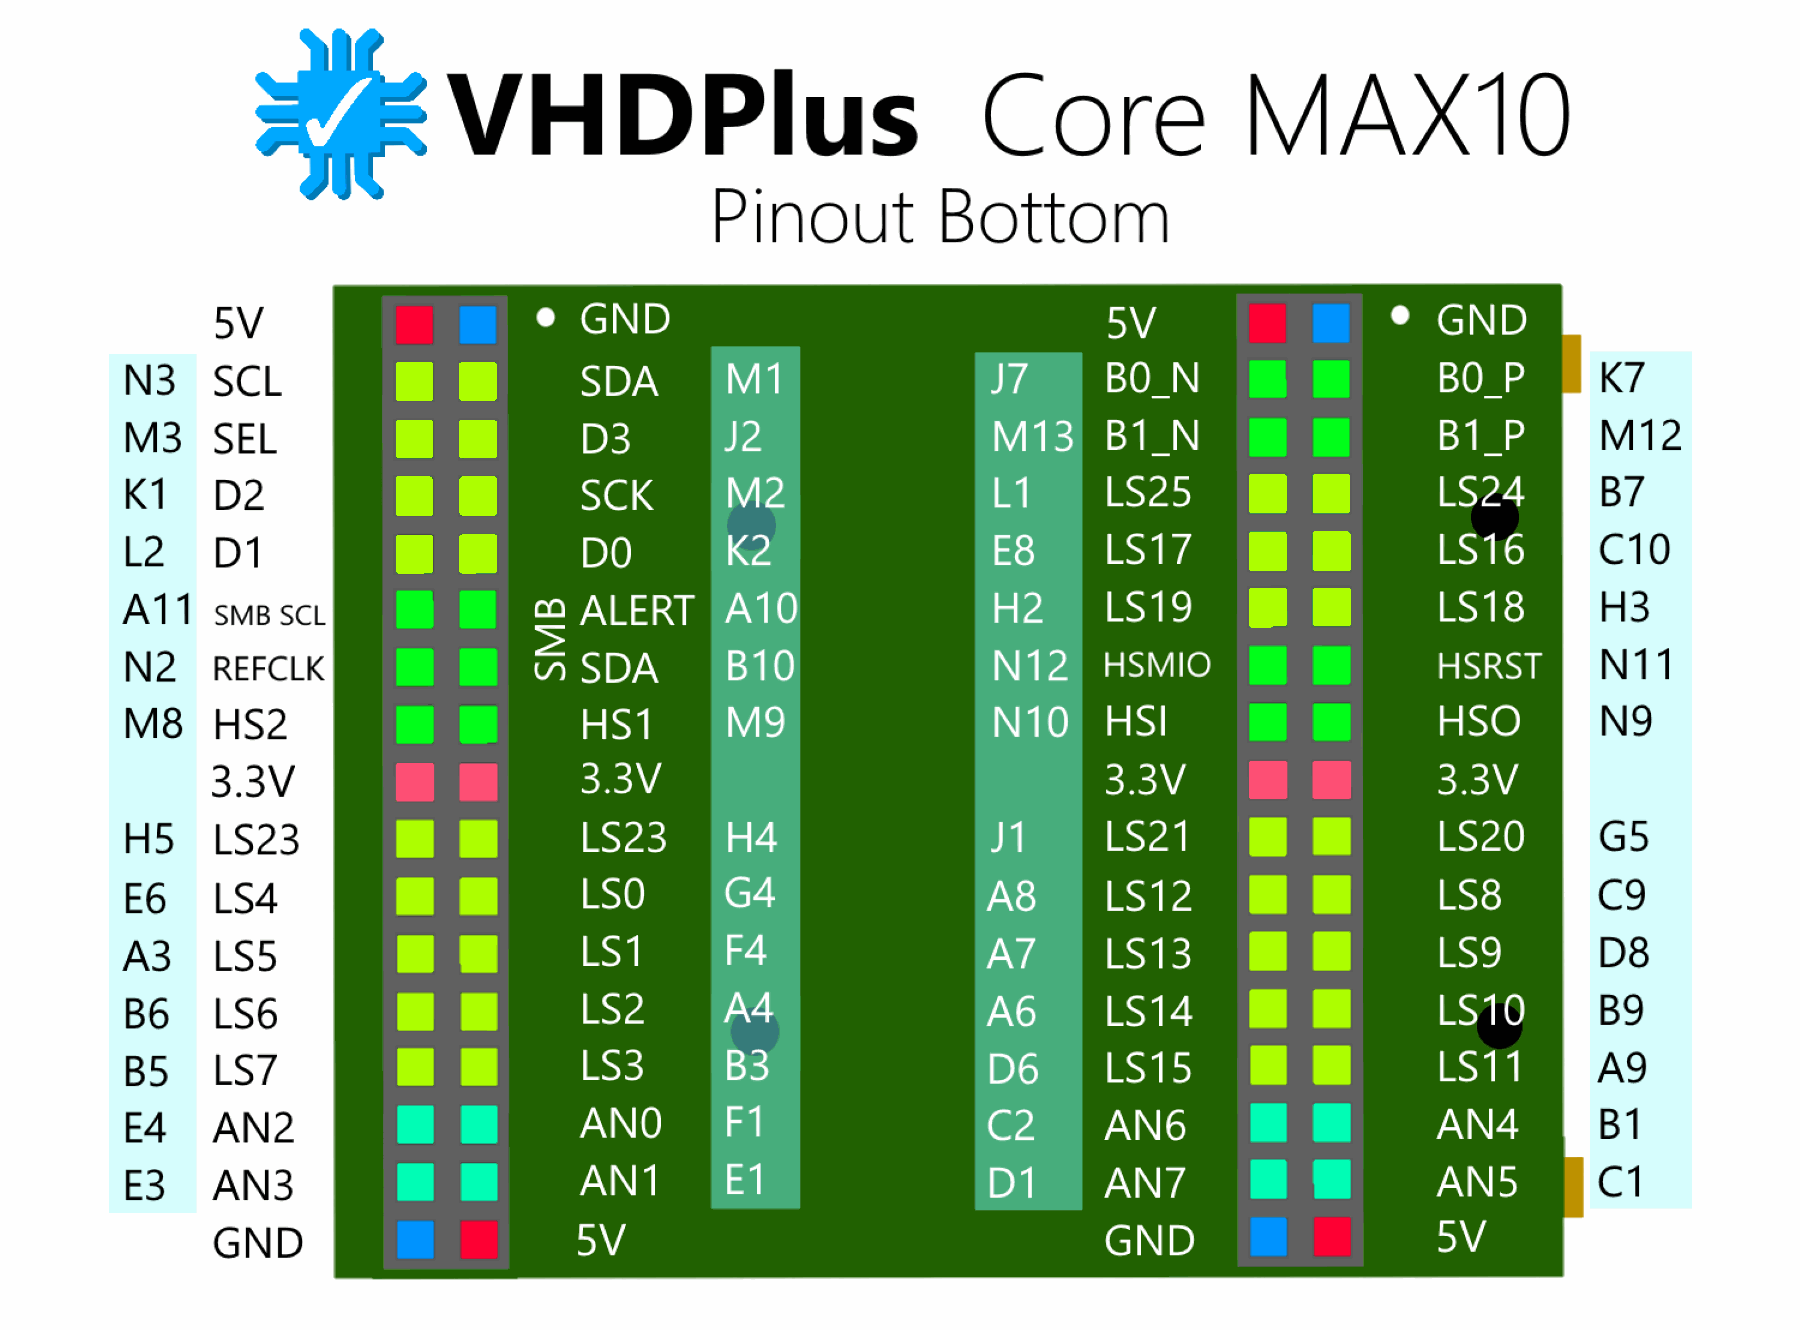 VHDPlus Core MAX10
Pinout Bottom
5V GND 5V GND
N3 SCL SDA M1 J7 B0_N B0_P K7
M3 SEL D3 J2 M13 B1_N B1_P M12
K1 D2 SCK M2 L1 LS25 LS24 B7
L2 D1 D0 K2 E8 LS17 LS16 C10
A11 SMB SCL SMB ALERT A10 H2 LS19 LS18 H3
N2 REFCLK SDA B10 N12 HSMIO HSRST N11
M8 HS2 HS1 M9 N10 HSI HSO N9
3.3V 3.3V 3.3V 3.3V
H5 LS23 LS23 H4 J1 LS21 LS20 G5
E6 LS4 LS0 G4 A8 LS12 LS8 C9
A3 LS5 LS1 F4 A7 LS13 LS9 D8
B6 LS6 LS2 A4 A6 LS14 LS10 B9
B5 LS7 LS3 B3 D6 LS15 LS11 A9
E4 AN2 AN0 F1 C2 AN6 AN4 B1
E3 AN3 AN1 E1 D1 AN7 AN5 C1
GND 5V GND 5V